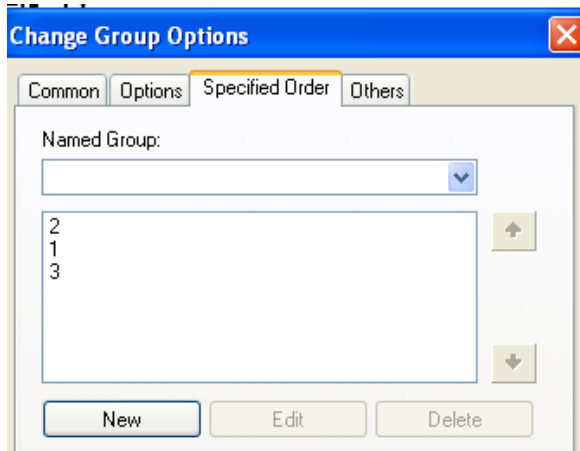 Change Group Options
Common Options Specified Order Others
Named Group:
2
1
3
New Edit Delete